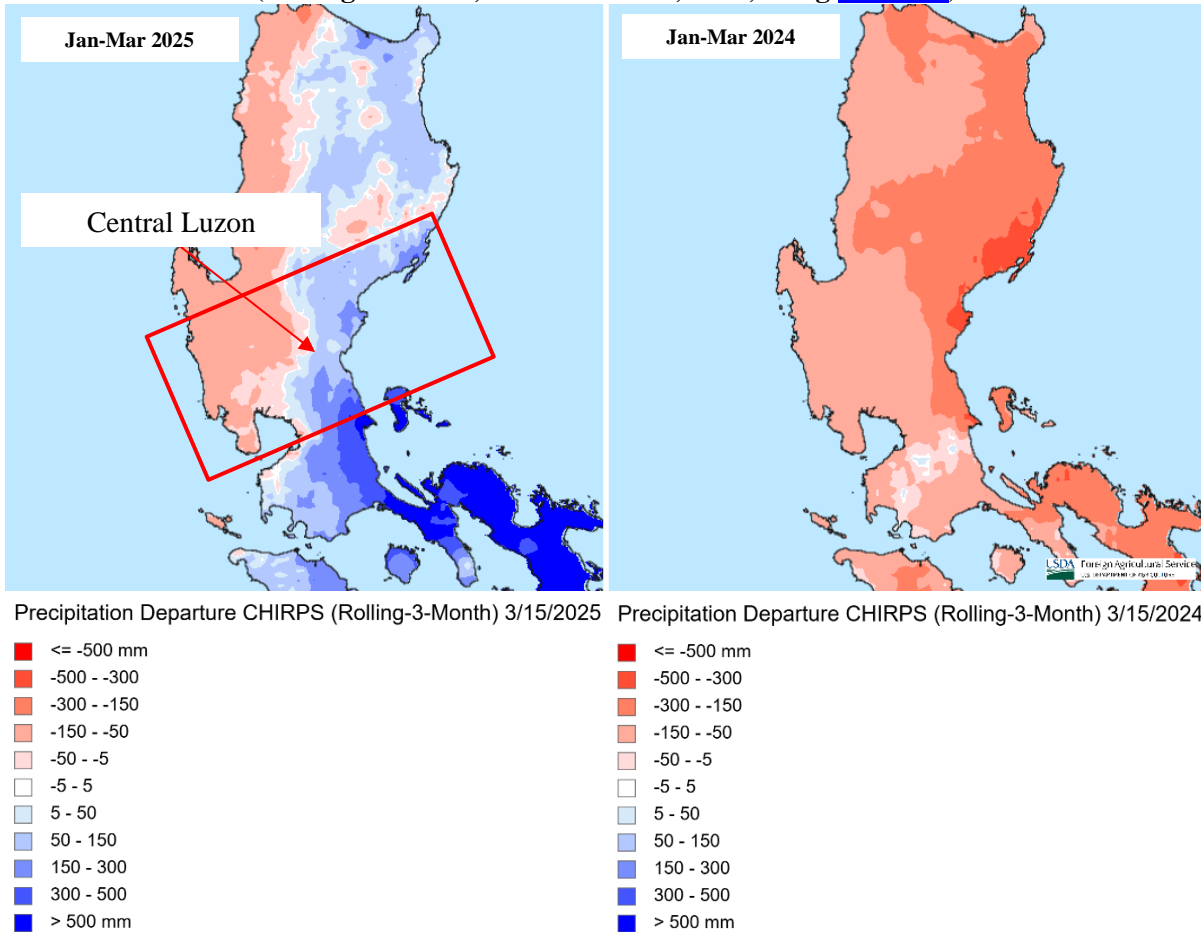 Jan-Mar 2025
Jan-Mar 2024
Central Luzon
USDA Foreign Agricultural Service
U.S. DEPARTMENT OF AGRICULTURE
Precipitation Departure CHIRPS (Rolling-3-Month) 3/15/2025
<= -500 mm
-500 - -300
-300 - -150
-150 - -50
-50 - -5
-5 - 5
5 - 50
50 - 150
150 - 300
300 - 500
> 500 mm
Precipitation Departure CHIRPS (Rolling-3-Month) 3/15/2024
<= -500 mm
-500 - -300
-300 - -150
-150 - -50
-50 - -5
-5 - 5
5 - 50
50 - 150
150 - 300
300 - 500
> 500 mm